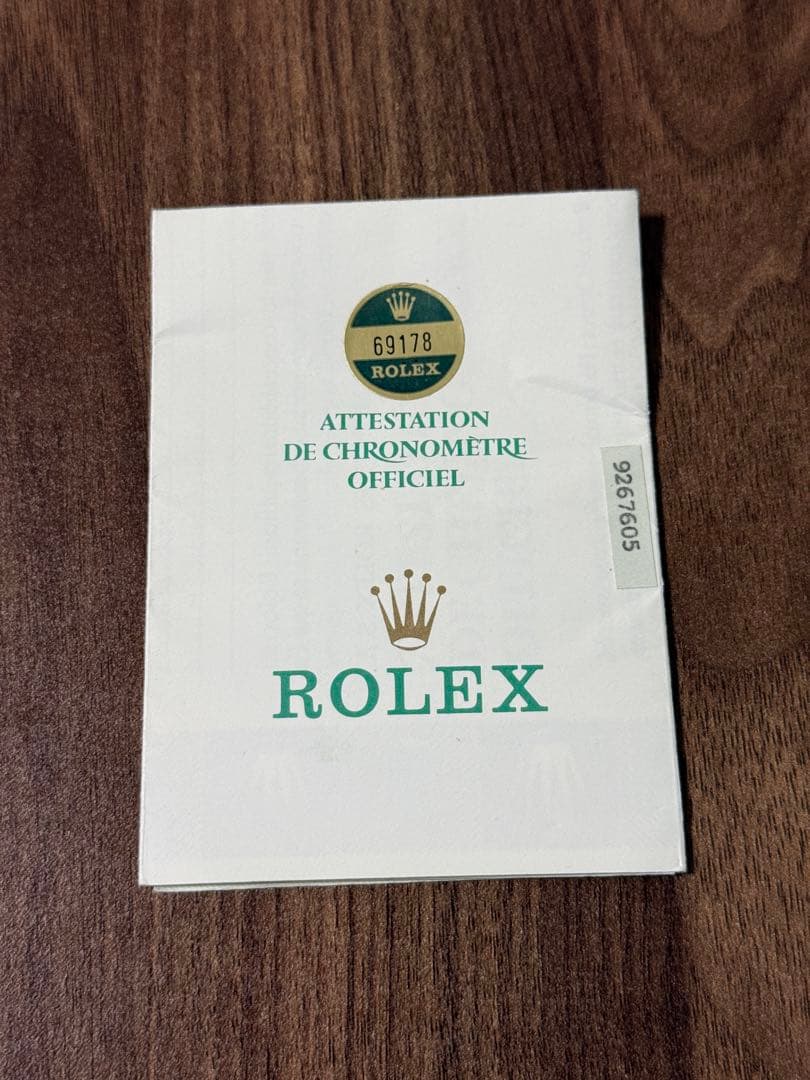 69178
ROLEX
ATTESTATION
DE CHRONOMÈTRE
OFFICIEL
9267605
ROLEX